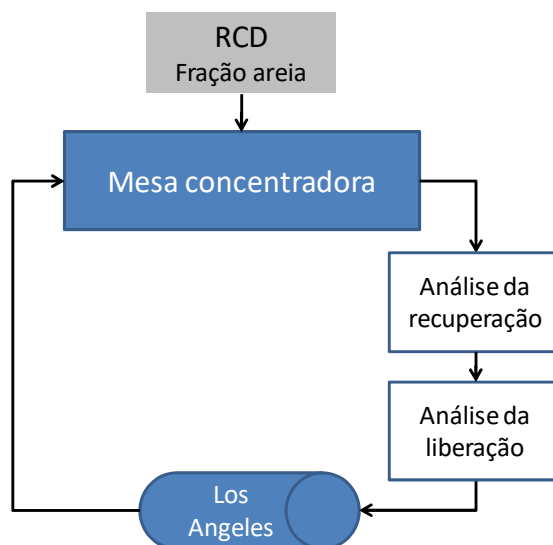 RCD
Fração areia
Mesa concentradora
Análise da
recuperação
Análise da
liberação
Los
Angeles